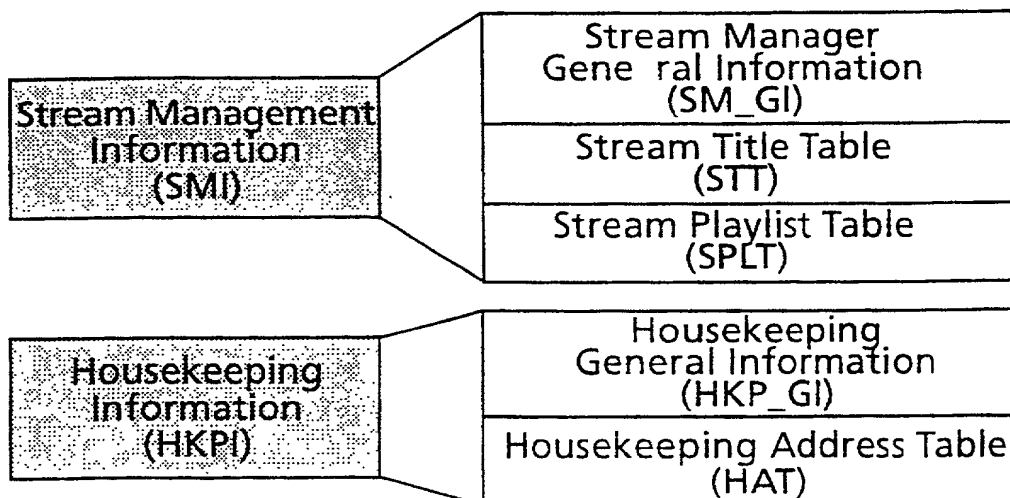 Stream Management
Information
(SMI)
Stream Manager
Gene ral Information
(SM_GI)
Stream Title Table
(STT)
Stream Playlist Table
(SPLT)
Housekeeping
Information
(HKPI)
Housekeeping
General Information
(HKP_GI)
Housekeeping Address Table
(HAT)